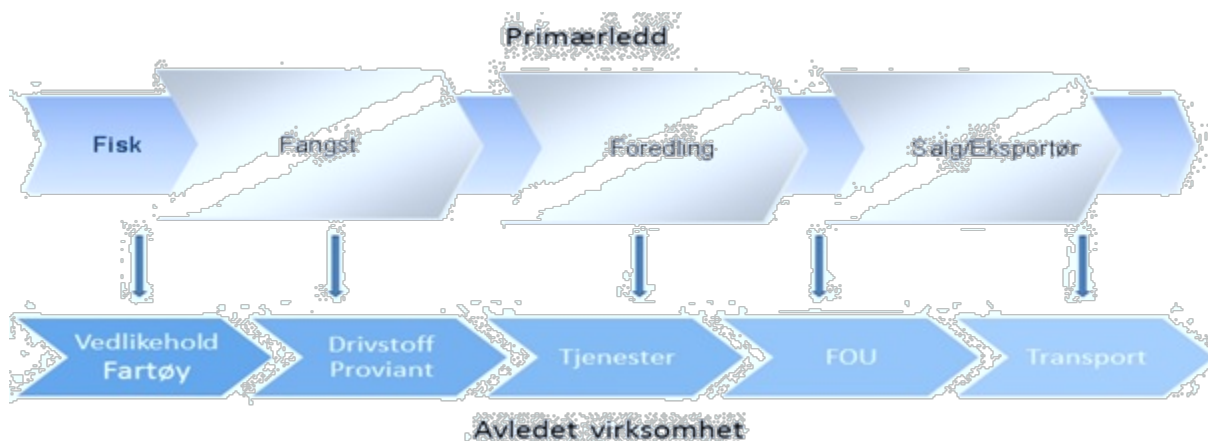 Primærledd
Fisk
Fangst
Foredling
Salg/Eksportør
Vedlikehold
Fartøy
Drivstoff
Proviant
Tjenester
FOU
Transport
Avledet virksomhet